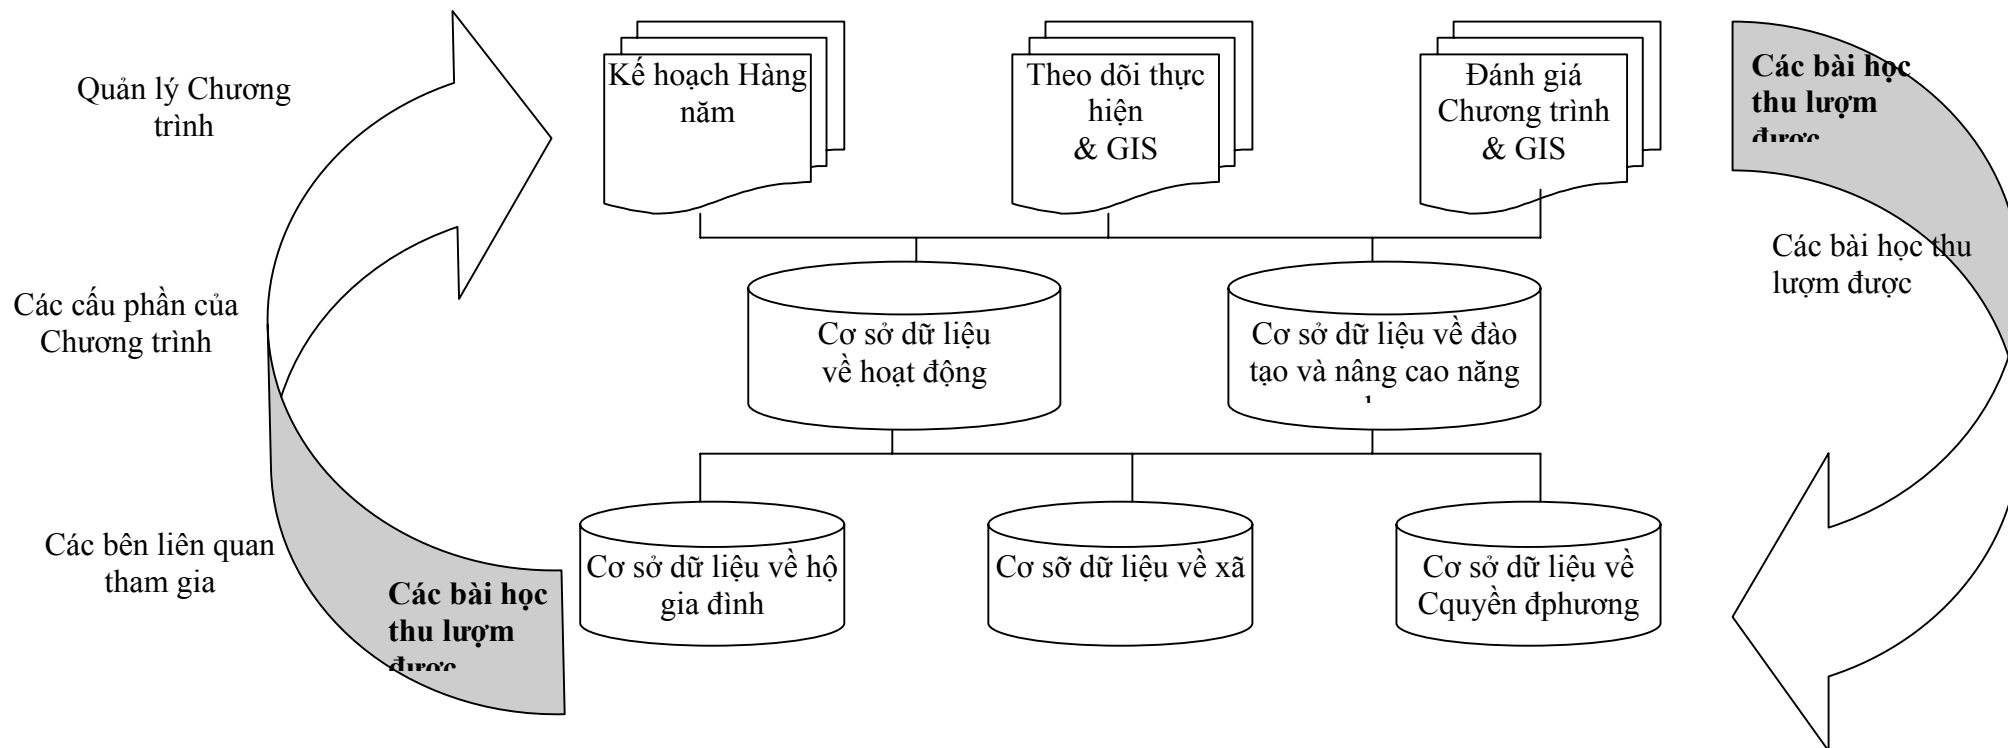 Quản lý Chương
trình
Kế hoạch Hàng
năm
Theo dõi thực
hiện
& GIS
Đánh giá
Chương trình
& GIS
Các bài học
thu lượm
được
Các bài học thu
lượm được
Các cấu phần của
Chương trình
Cơ sở dữ liệu
về hoạt động
Cơ sở dữ liệu về đào
tạo và nâng cao năng
Các bên liên quan
tham gia
Các bài học
thu lượm
được
Cơ sở dữ liệu về hộ
gia đình
Cơ sỡ dữ liệu về xã
Cơ sở dữ liệu về
Cquyền đphương